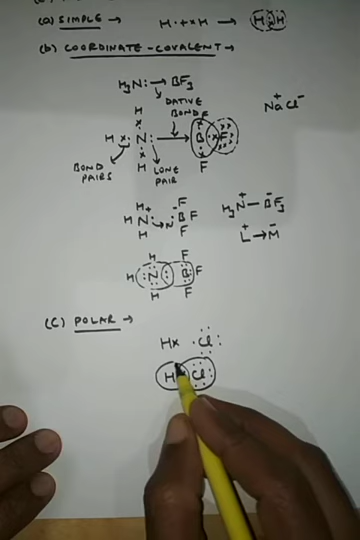 (a) SIMPLE → H·+×H → H×H
(b) COORDINATE-COVALENT→
H₃N: → BF₃
DATIVE
BOND
Na⁺Cl⁻
H F
H × N : → B × F
H F
BOND
PAIRS
LONE
PAIR
H⁺ ⁻F
H N: → N B F
H F
H₃N⁺ — B⁻F₃
L⁺ → M⁻
H F
H N : B F
H F
(C) POLAR →
H× ·Cl:
H Cl